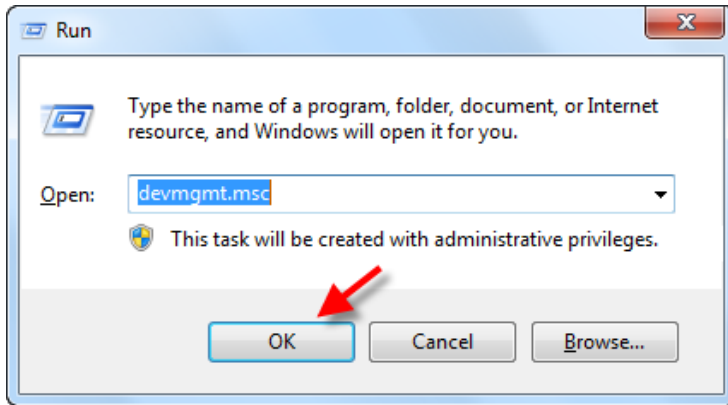 Run
Type the name of a program, folder, document, or Internet
resource, and Windows will open it for you.
Open: devmgmt.msc
This task will be created with administrative privileges.
OK Cancel Browse...